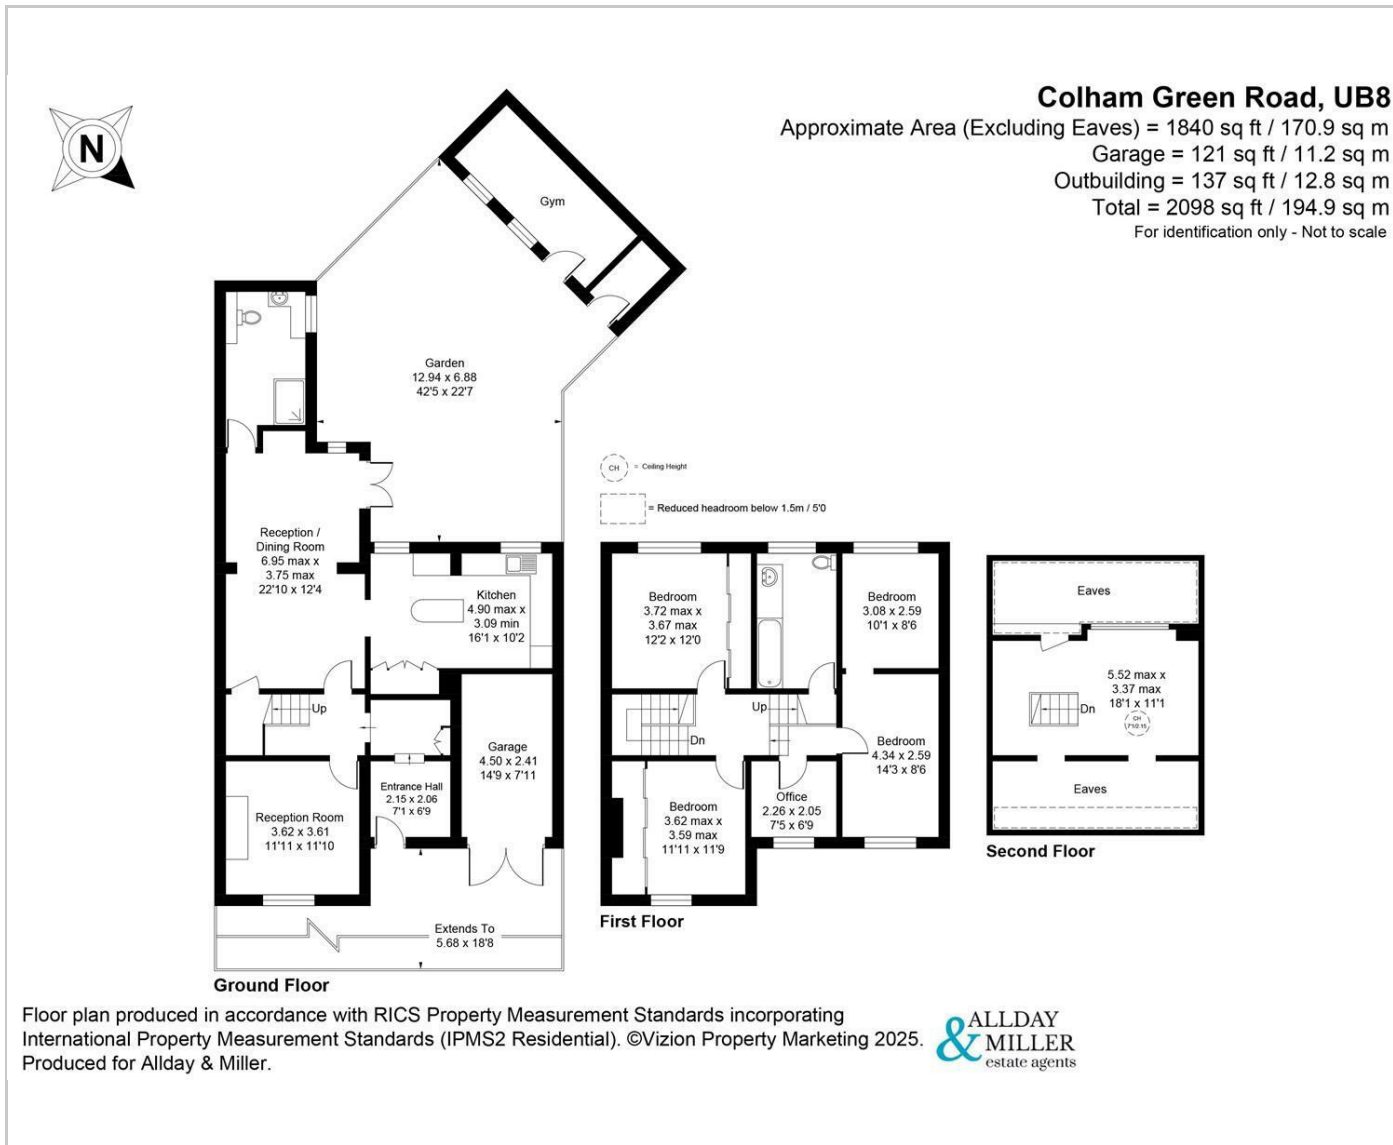 N
Colham Green Road, UB8
Approximate Area (Excluding Eaves) = 1840 sq ft / 170.9 sq m
Garage = 121 sq ft / 11.2 sq m
Outbuilding = 137 sq ft / 12.8 sq m
Total = 2098 sq ft / 194.9 sq m
For identification only - Not to scale
Gym
Garden
12.94 x 6.88
42'5 x 22'7
CH = Ceiling Height
= Reduced headroom below 1.5m / 5'0
Reception /
Dining Room
6.95 max x
3.75 max
22'10 x 12'4
Kitchen
4.90 max x
3.09 min
16'1 x 10'2
Up
Garage
4.50 x 2.41
14'9 x 7'11
Entrance Hall
2.15 x 2.06
7'1 x 6'9
Reception Room
3.62 x 3.61
11'11 x 11'10
Extends To
5.68 x 18'8
Ground Floor
Bedroom
3.72 max x
3.67 max
12'2 x 12'0
Bedroom
3.08 x 2.59
10'1 x 8'6
Up
Dn
Bedroom
4.34 x 2.59
14'3 x 8'6
Bedroom
3.62 max x
3.59 max
11'11 x 11'9
Office
2.26 x 2.05
7'5 x 6'9
First Floor
Eaves
5.52 max x
3.37 max
18'1 x 11'1
Dn
CH
Eaves
Second Floor
Floor plan produced in accordance with RICS Property Measurement Standards incorporating
International Property Measurement Standards (IPMS2 Residential). ©Vizion Property Marketing 2025.
Produced for Allday & Miller.
ALLDAY
& MILLER
estate agents